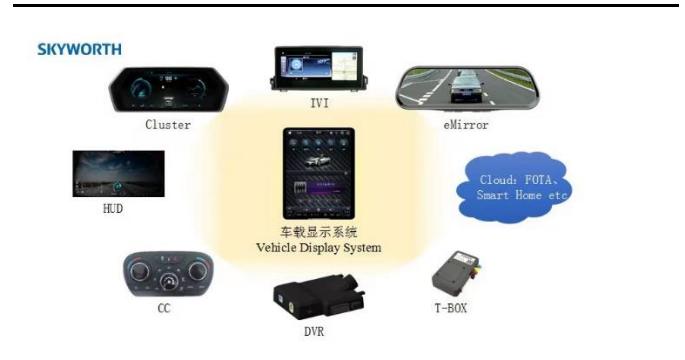 SKYWORTH
IVI
Cluster
eMirror
Cloud: FOTA、
Smart Home etc
HUD
车载显示系统
Vehicle Display System
CC
T-BOX
DVR